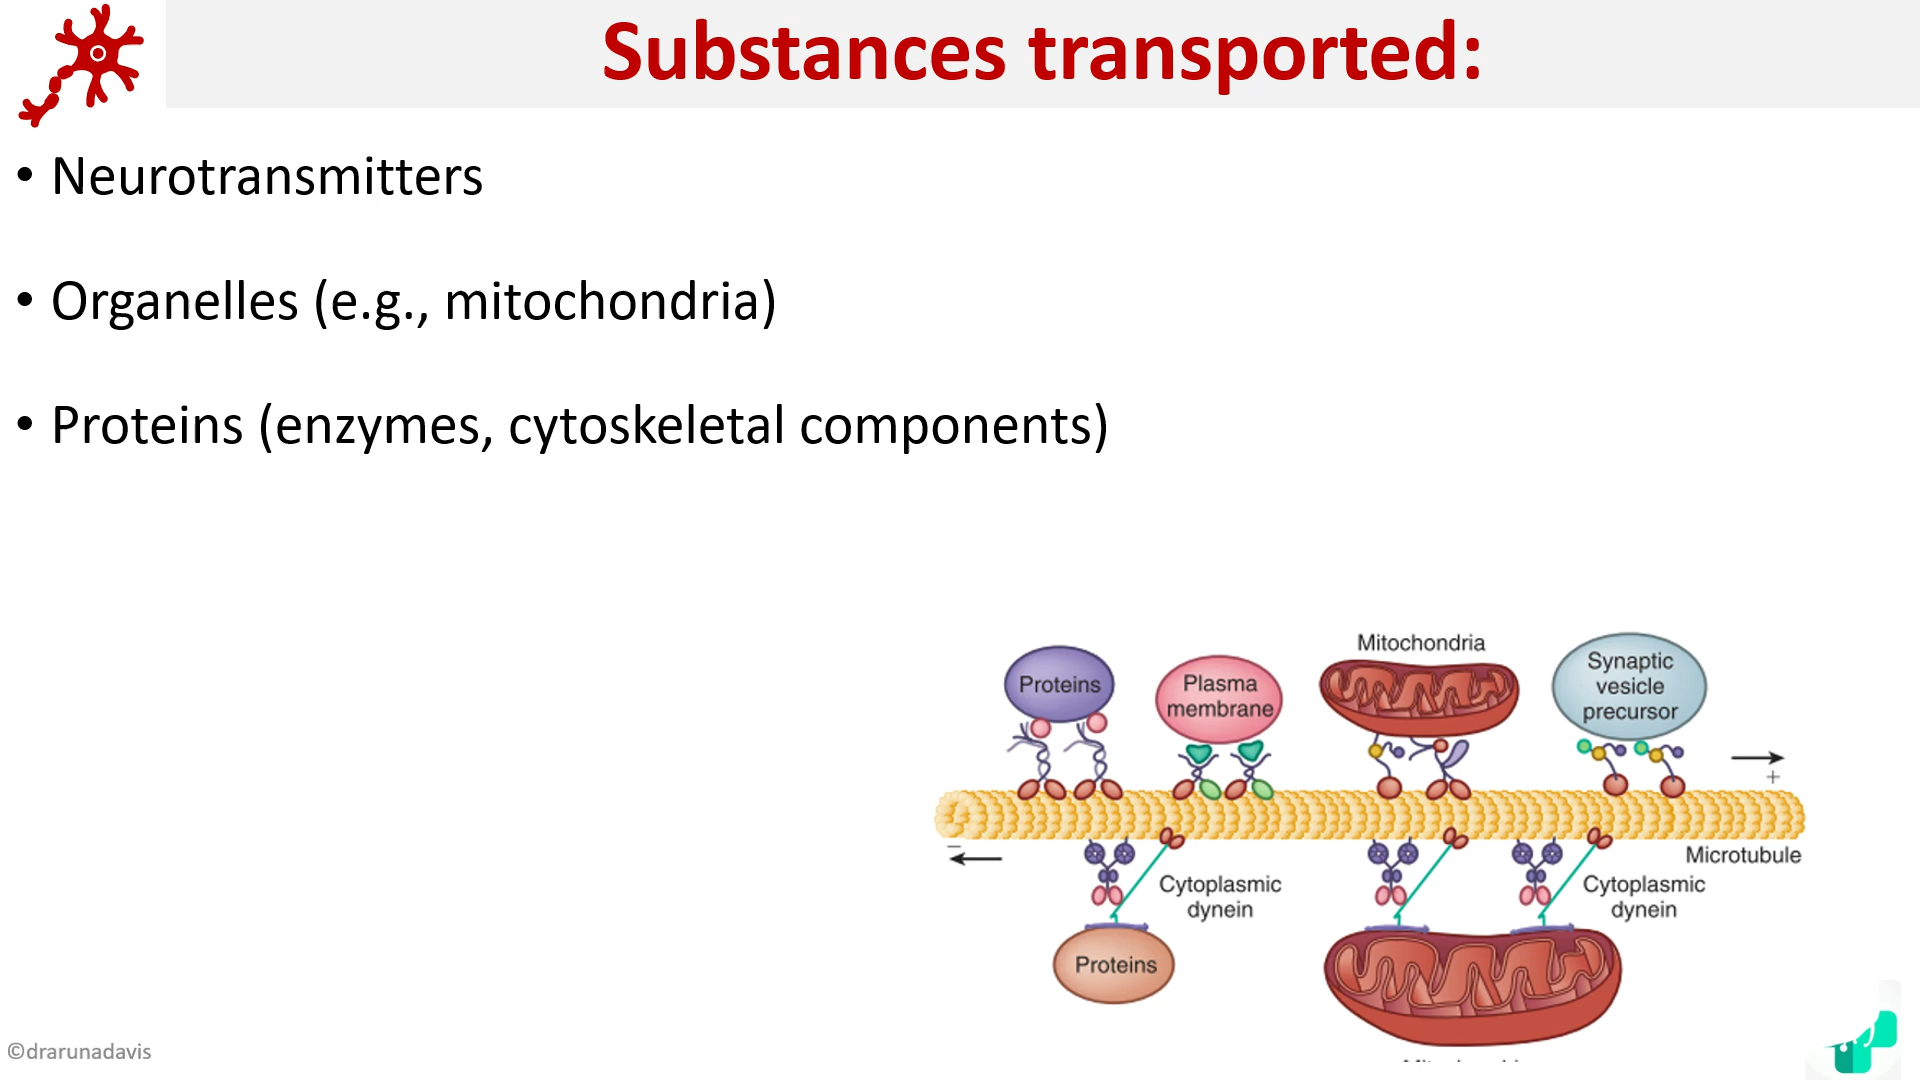 Substances transported:
• Neurotransmitters
• Organelles (e.g., mitochondria)
• Proteins (enzymes, cytoskeletal components)
Proteins
Plasma
membrane
Mitochondria
Synaptic
vesicle
precursor
+
−
Microtubule
Cytoplasmic
dynein
Cytoplasmic
dynein
Proteins
©drarunadavis